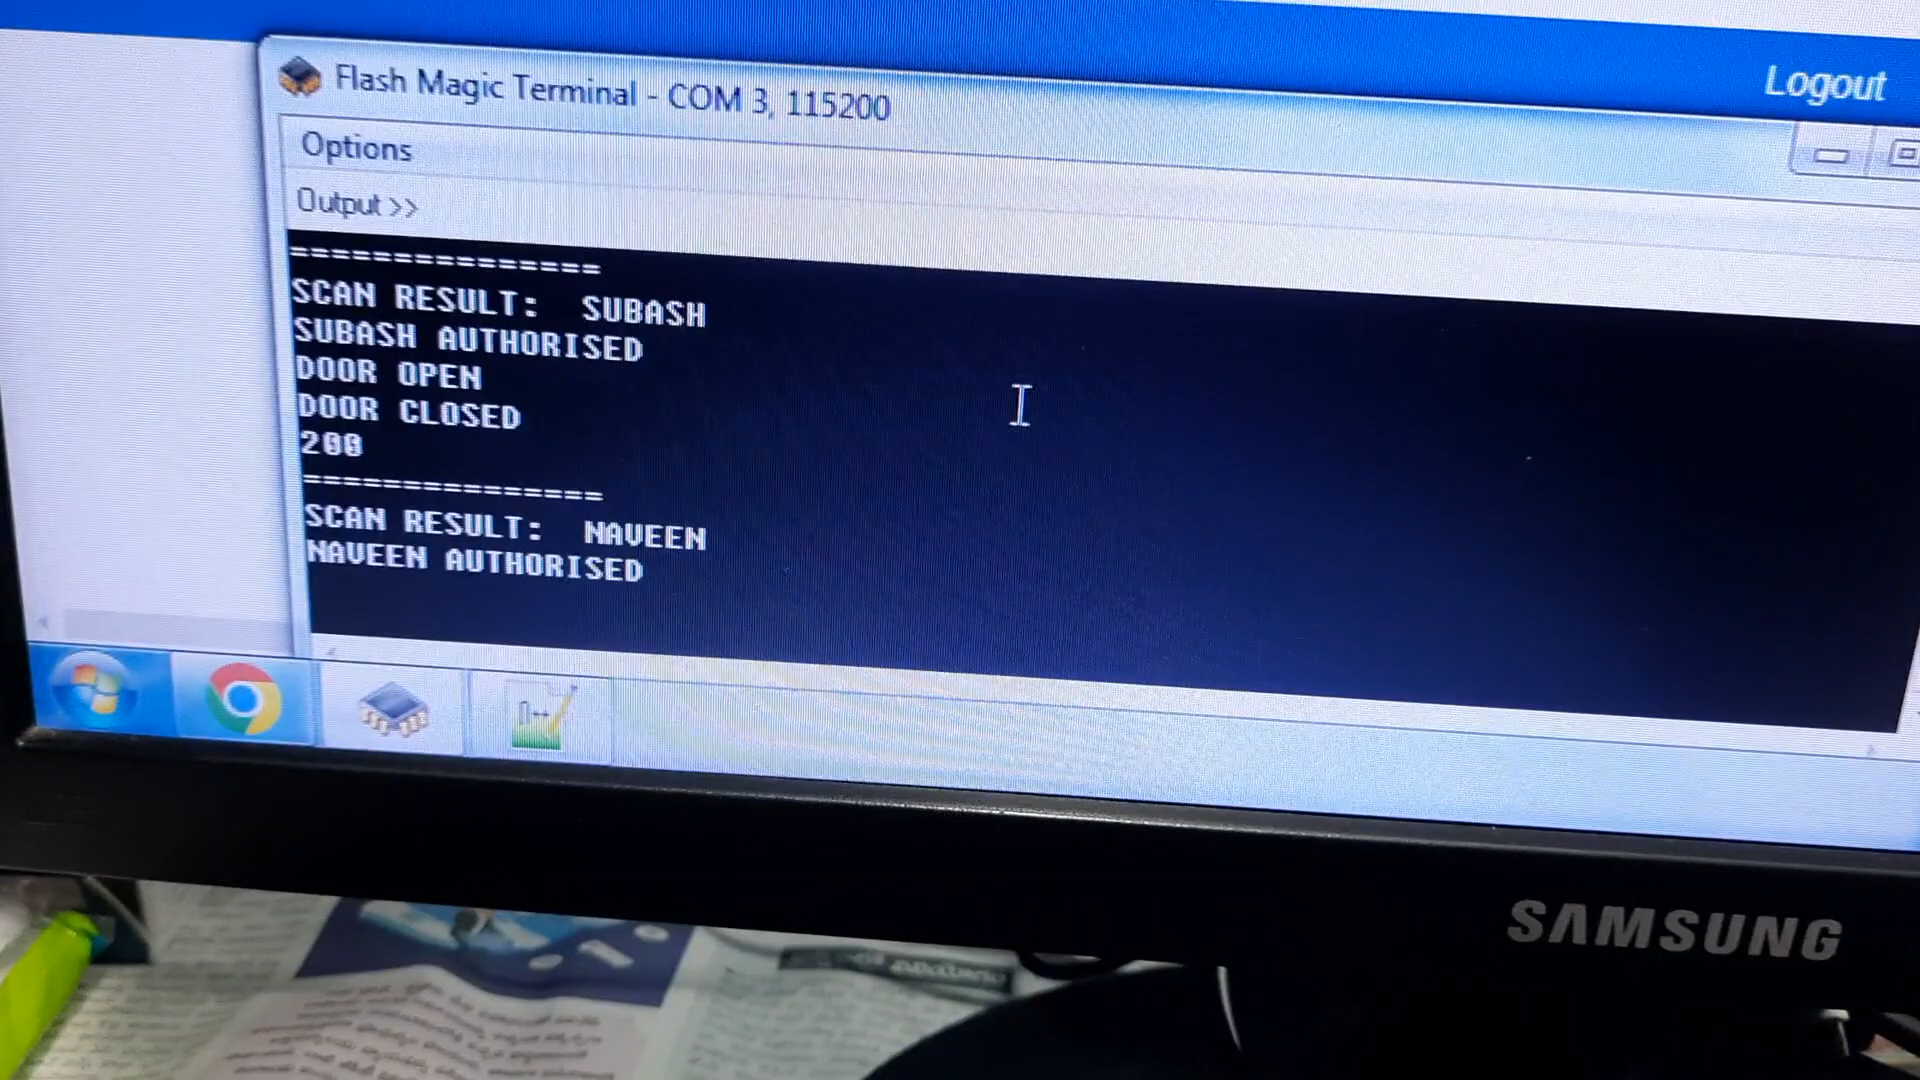 Logout
Flash Magic Terminal - COM 3, 115200
Options
Output >>
===============
SCAN RESULT:  SUBASH
SUBASH AUTHORISED
DOOR OPEN
DOOR CLOSED
200
===============
SCAN RESULT:  NAVEEN
NAVEEN AUTHORISED
SAMSUNG